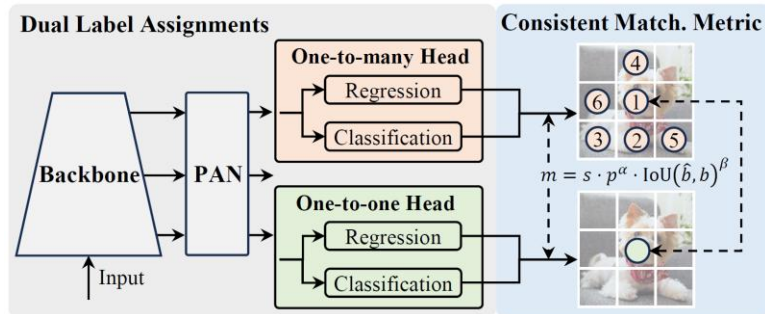 Dual Label Assignments
Consistent Match. Metric
One-to-many Head
Regression
Classification
Backbone
PAN
Input
One-to-one Head
Regression
Classification
4
6 1
3 2 5
m = s · p^α · IoU(b̂, b)^β